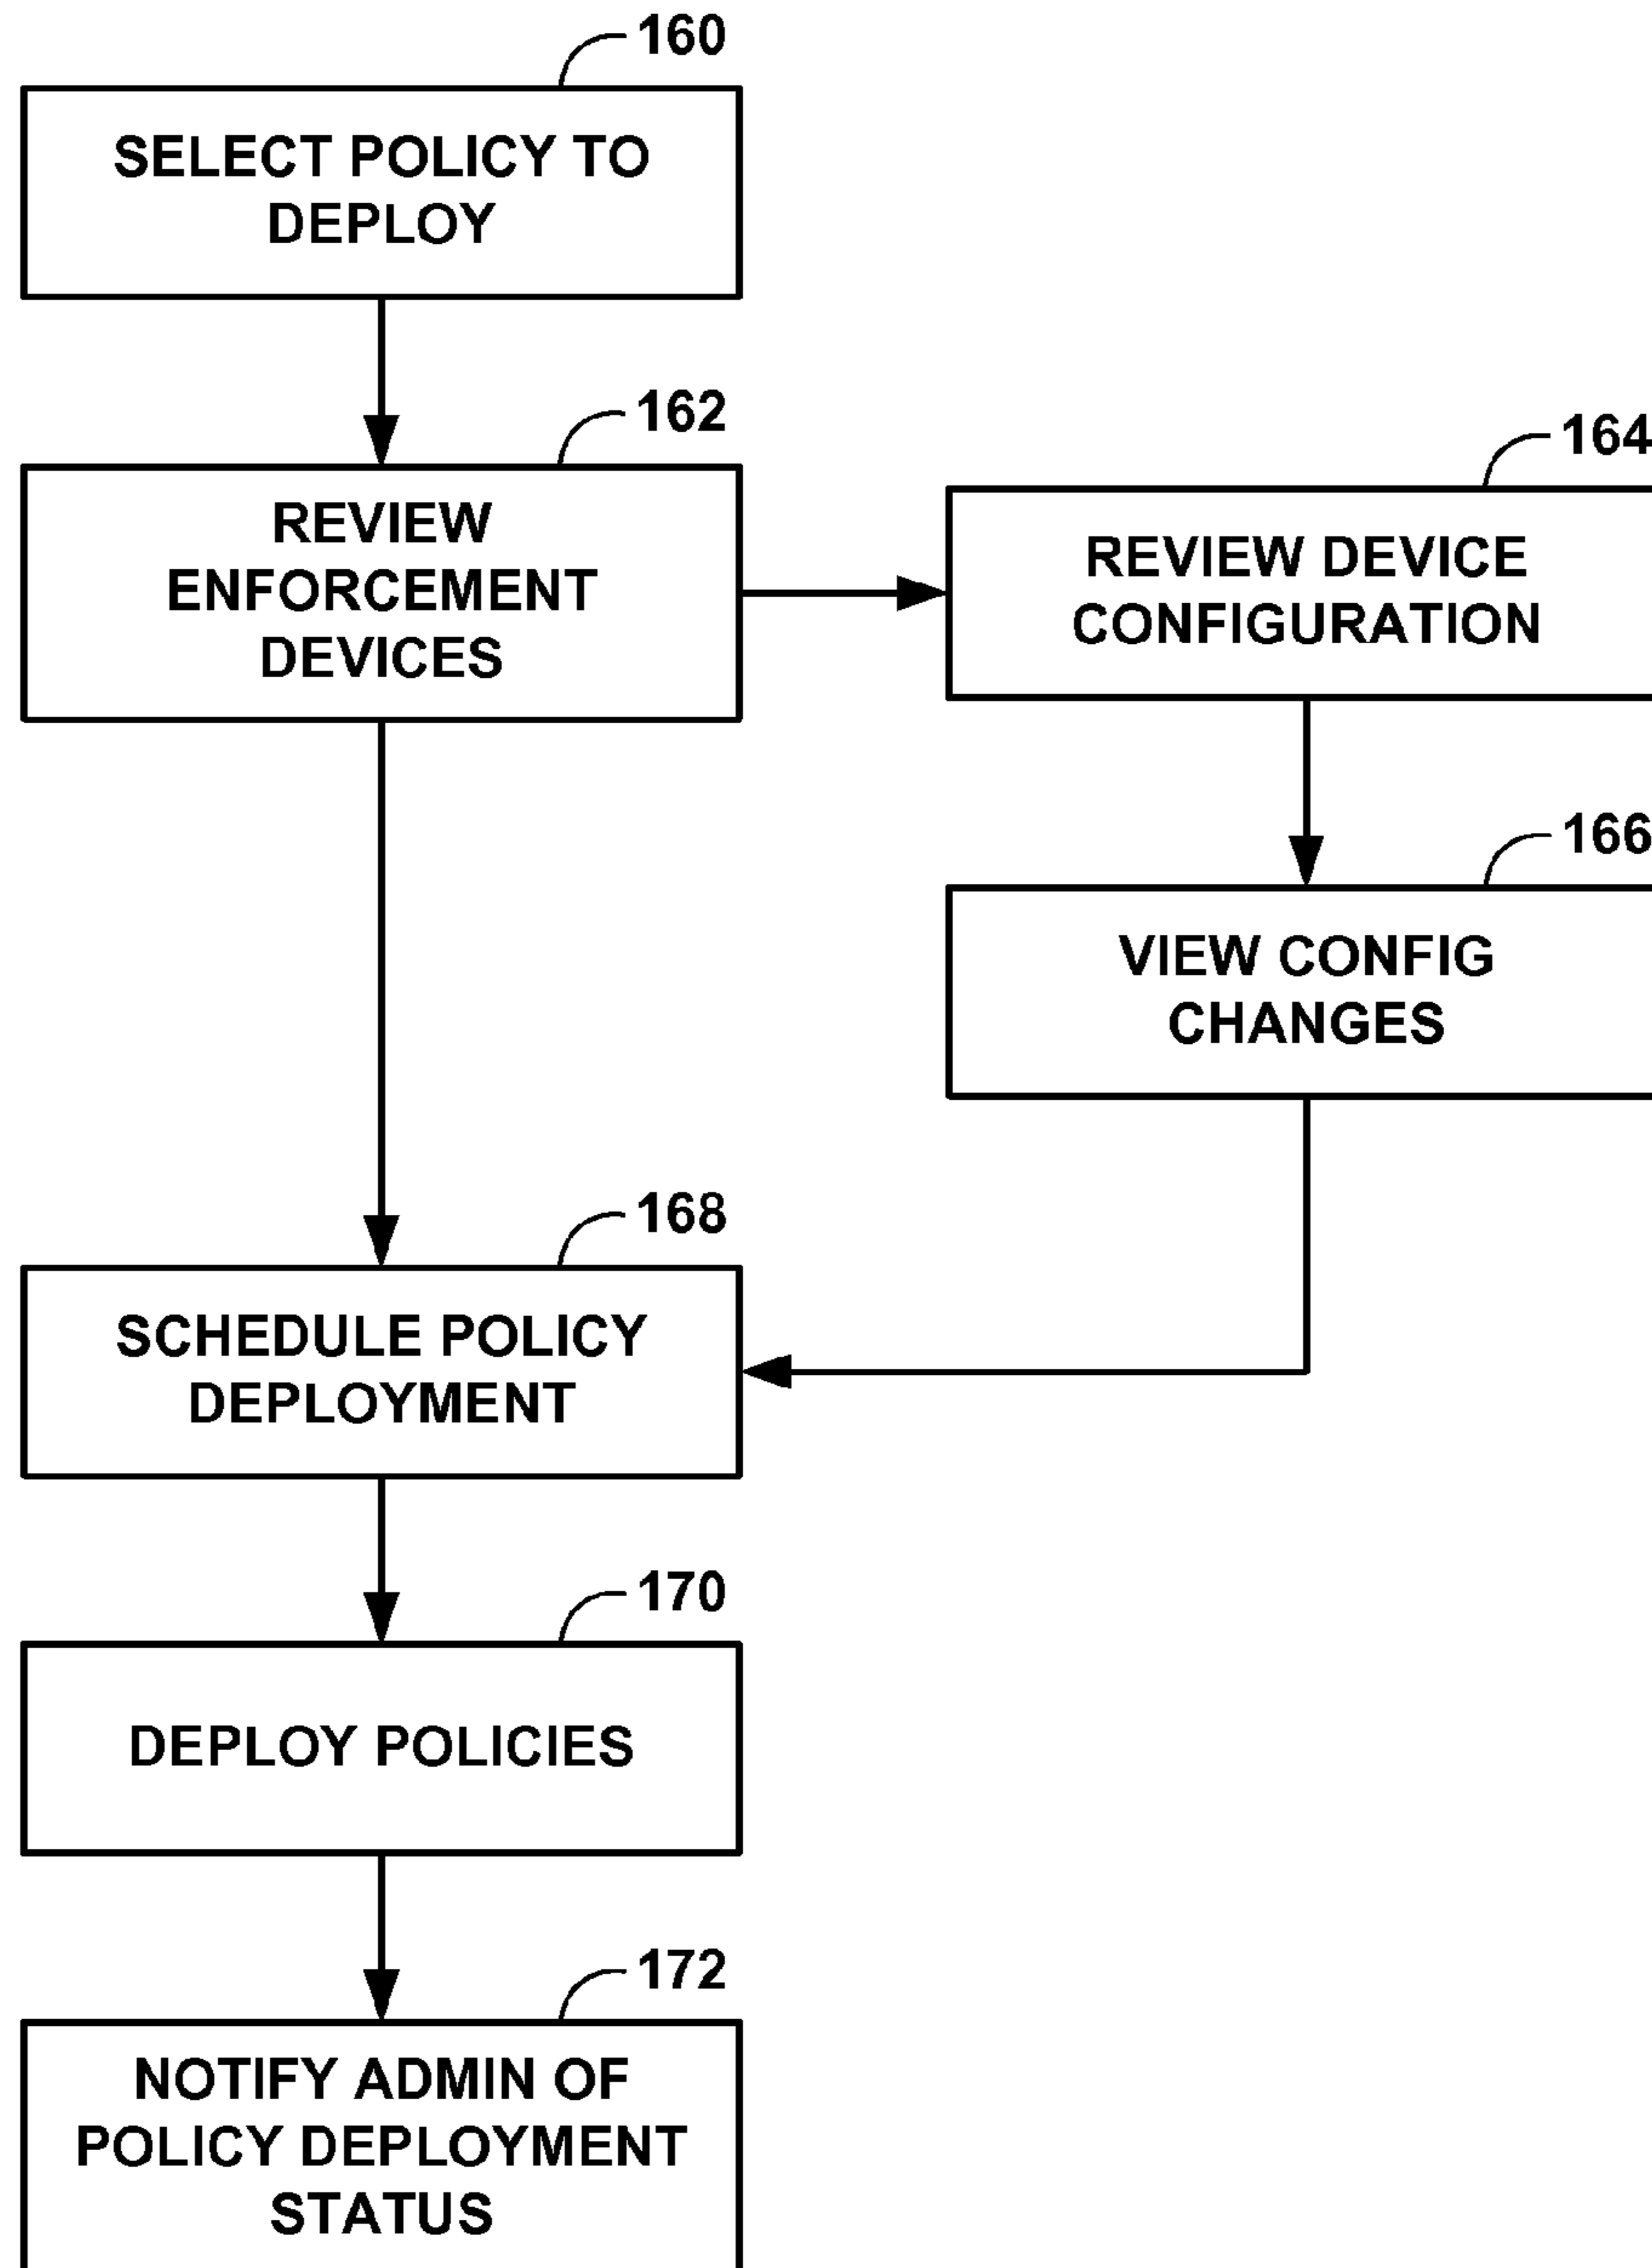 160
SELECT POLICY TO
DEPLOY
162
REVIEW
ENFORCEMENT
DEVICES
164
REVIEW DEVICE
CONFIGURATION
166
VIEW CONFIG
CHANGES
168
SCHEDULE POLICY
DEPLOYMENT
170
DEPLOY POLICIES
172
NOTIFY ADMIN OF
POLICY DEPLOYMENT
STATUS